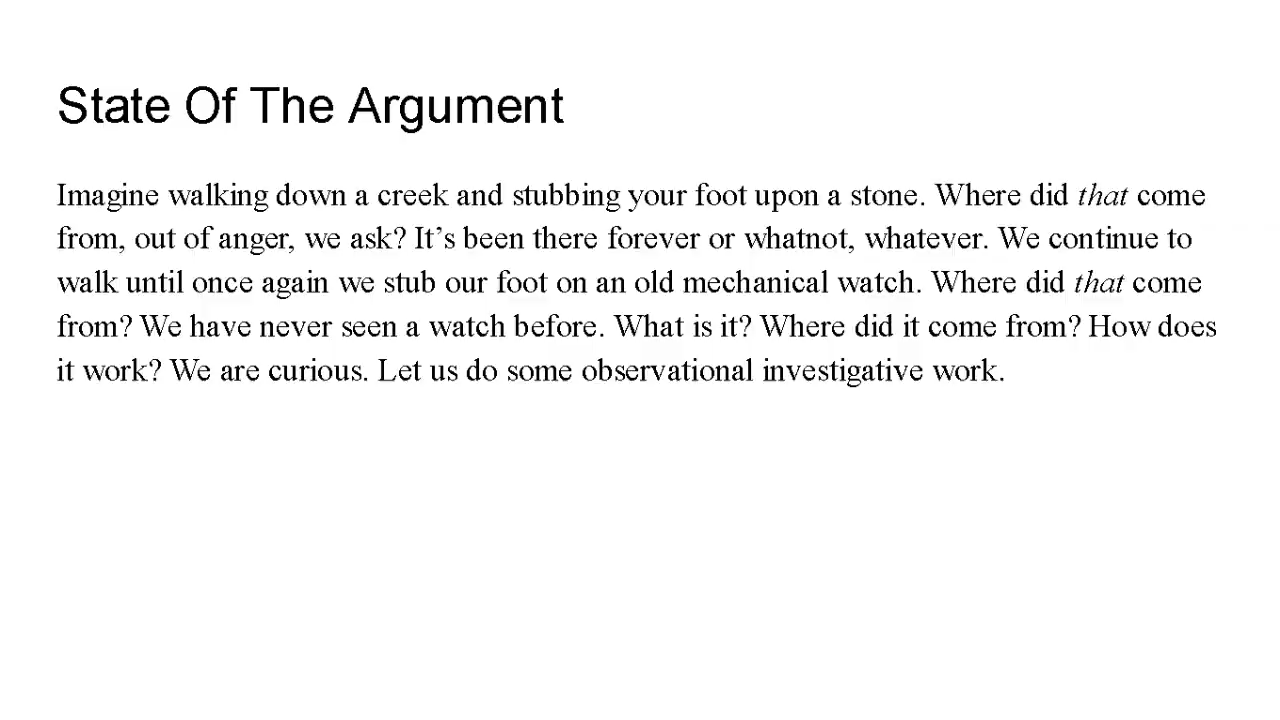 State Of The Argument
Imagine walking down a creek and stubbing your foot upon a stone. Where did that come
from, out of anger, we ask? It’s been there forever or whatnot, whatever. We continue to
walk until once again we stub our foot on an old mechanical watch. Where did that come
from? We have never seen a watch before. What is it? Where did it come from? How does
it work? We are curious. Let us do some observational investigative work.